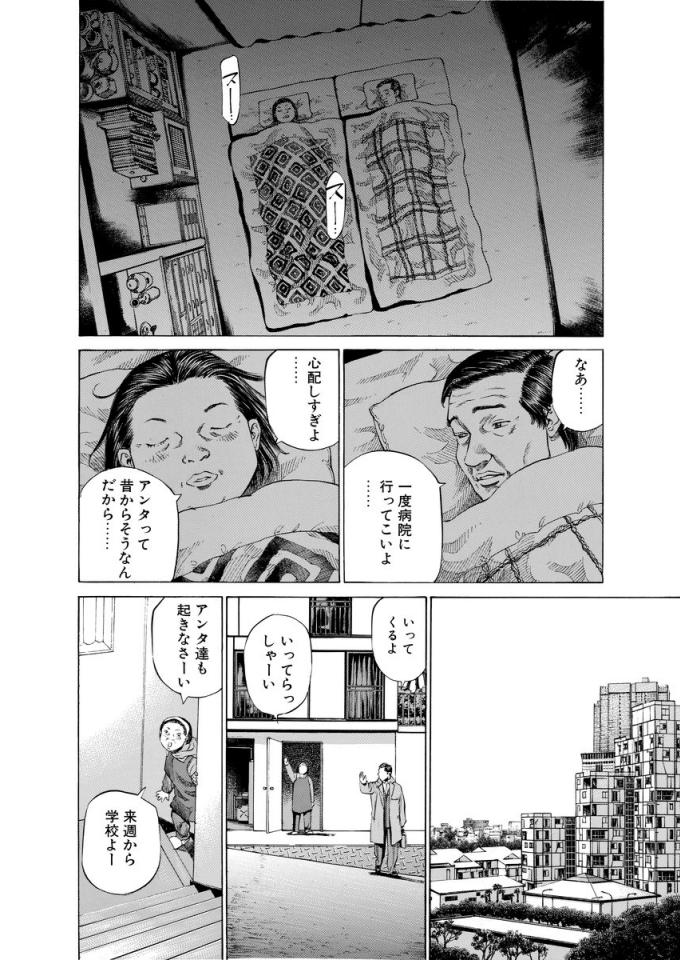 スー…
スー…
なあ……
一度病院に
行ってこいよ
……
心配しすぎよ
……
アンタって
昔からそうなん
だから……
いって
くるよ
いってらっ
しゃーい
アンタ達も
起きなさーい
来週から
学校よー